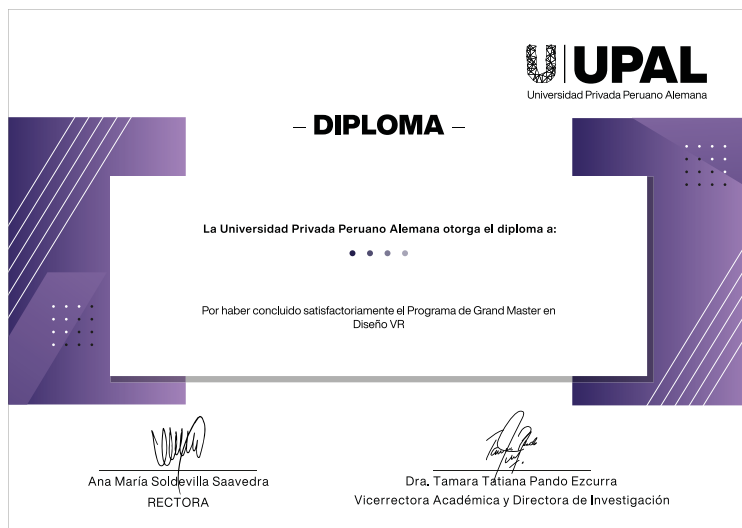 UPAL
Universidad Privada Peruano Alemana
– DIPLOMA –
La Universidad Privada Peruano Alemana otorga el diploma a:
Por haber concluido satisfactoriamente el Programa de Grand Master en
Diseño VR
Ana María Soldevilla Saavedra
RECTORA
Dra. Tamara Tatiana Pando Ezcurra
Vicerrectora Académica y Directora de Investigación